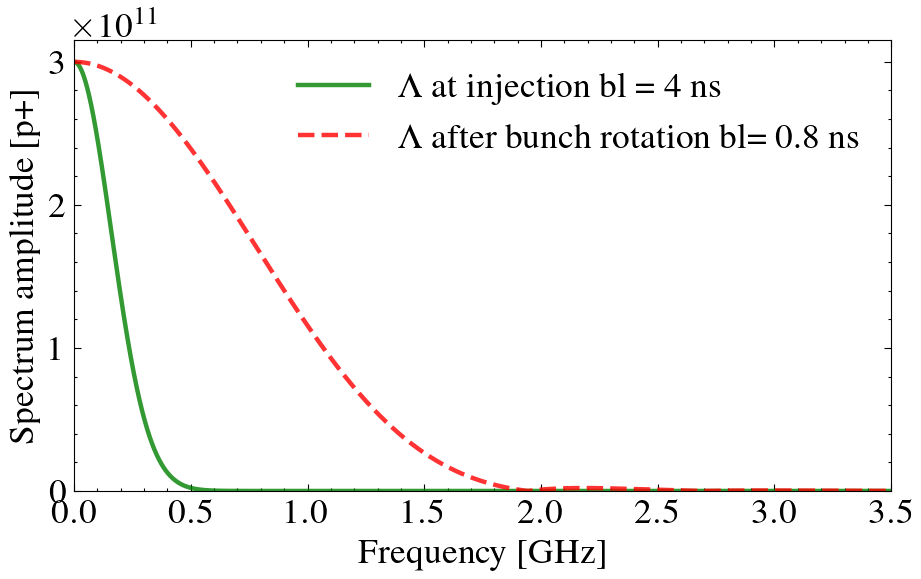 ×10¹¹
Spectrum amplitude [p+]
3
2
1
0
Λ at injection bl = 4 ns
Λ after bunch rotation bl= 0.8 ns
0.0 0.5 1.0 1.5 2.0 2.5 3.0 3.5
Frequency [GHz]